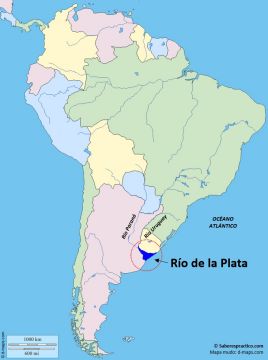 OCÉANO
ATLÁNTICO
Río Paraná
Río Uruguay
Río de la Plata
1000 km
600 mi
© Saberespractico.com
Mapa mudo: d-maps.com
© d-maps.com